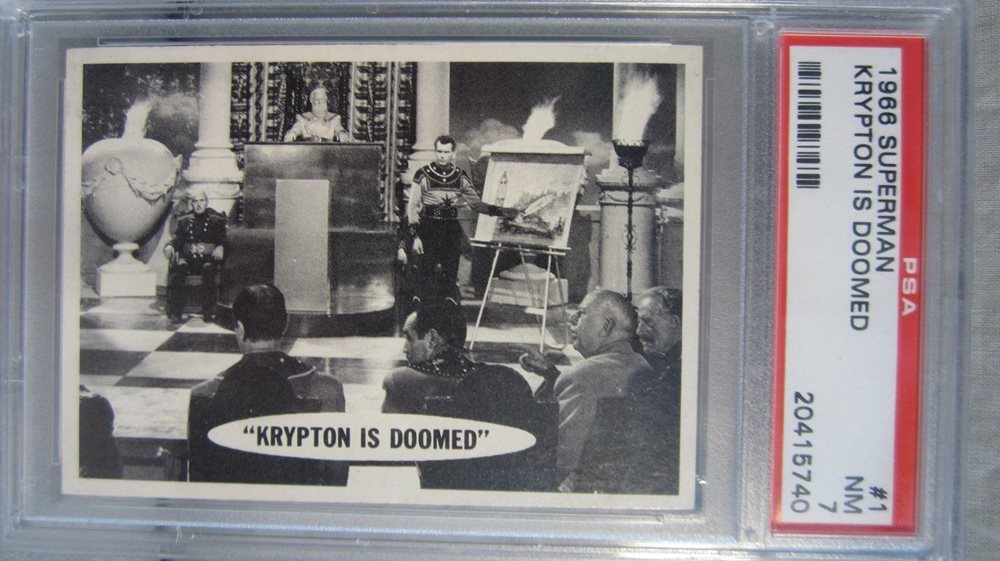 "KRYPTON IS DOOMED"
1966 SUPERMAN
KRYPTON IS DOOMED
#1
NM
7
20415740
PSA